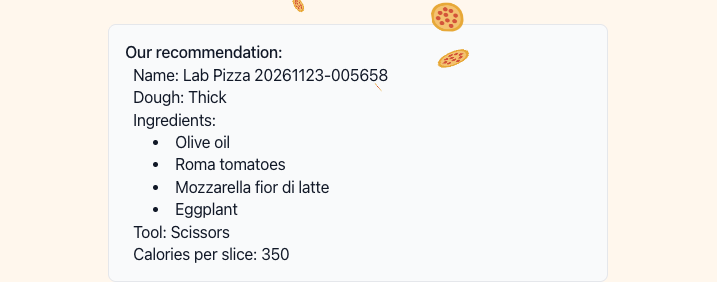 Our recommendation:
Name: Lab Pizza 20261123-005658
Dough: Thick
Ingredients:
• Olive oil
• Roma tomatoes
• Mozzarella fior di latte
• Eggplant
Tool: Scissors
Calories per slice: 350